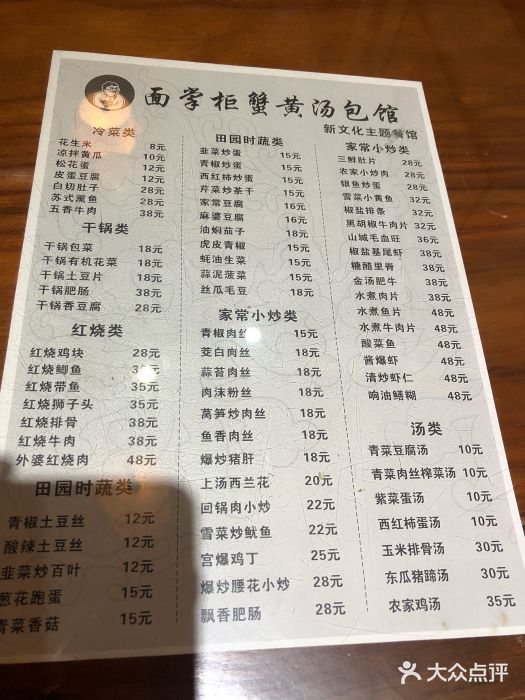 面掌柜蟹黄汤包馆
新文化主题餐馆
冷菜类
花生米 8元
凉拌黄瓜 10元
松花蛋 12元
皮蛋豆腐 12元
白切肚子 28元
苏式熏鱼 28元
五香牛肉 38元
干锅类
干锅包菜 18元
干锅有机花菜 18元
干锅土豆片 18元
干锅肥肠 38元
干锅香豆腐 28元
红烧类
红烧鸡块 28元
红烧鲫鱼
红烧带鱼 35元
红烧狮子头 35元
红烧排骨 38元
红烧牛肉 38元
外婆红烧肉 48元
田园时蔬类
青椒土豆丝 12元
酸辣土豆丝 12元
韭菜炒百叶 12元
葱花跑蛋 15元
青菜香菇 15元
田园时蔬类
韭菜炒蛋 15元
青椒炒蛋 15元
西红柿炒蛋 15元
芹菜炒茶干 15元
家常豆腐 16元
麻婆豆腐 16元
油焖茄子 18元
虎皮青椒 18元
蚝油生菜 15元
蒜泥菠菜 15元
丝瓜毛豆 18元
家常小炒类
青椒肉丝 15元
茭白肉丝 18元
蒜苔肉丝 18元
肉沫粉丝 18元
莴笋炒肉丝 18元
鱼香肉丝 18元
爆炒猪肝 18元
上汤西兰花 20元
回锅肉小炒 22元
雪菜炒鱿鱼 22元
宫爆鸡丁 25元
爆炒腰花小炒 28元
飘香肥肠 28元
家常小炒类
三鲜肚片 28元
农家小炒肉 28元
银鱼炒蛋 28元
雪菜小黄鱼 32元
椒盐排条 32元
黑胡椒牛肉片 32元
山城毛血旺 36元
椒盐基尾虾 38元
糖醋里脊 38元
金汤肥牛 38元
水煮肉片 38元
水煮鱼片 48元
水煮牛肉片 48元
酸菜鱼 48元
酱爆虾 48元
清炒虾仁 48元
响油鳝糊 48元
汤类
青菜豆腐汤 10元
青菜肉丝榨菜汤 10元
紫菜蛋汤 10元
西红柿蛋汤 10元
玉米排骨汤 30元
东瓜猪蹄汤 30元
农家鸡汤 35元
大众点评